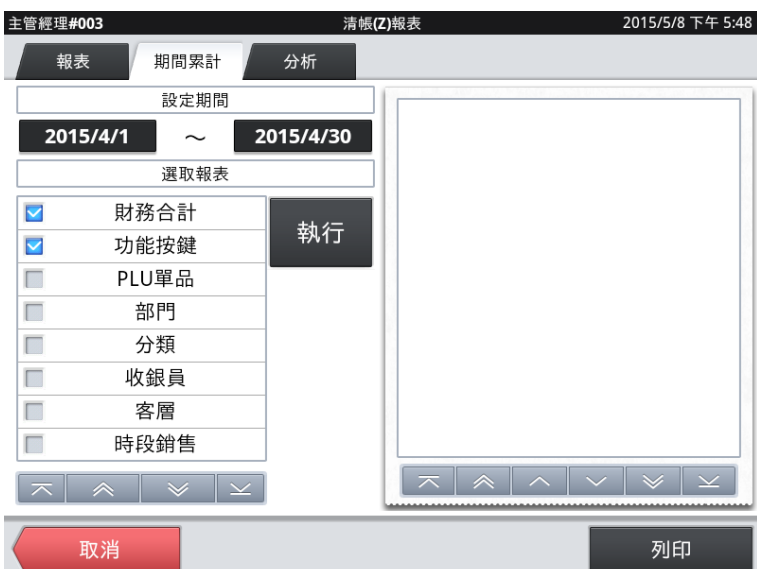 主管經理#003 清帳(Z)報表 2015/5/8 下午 5:48
報表 期間累計 分析
設定期間
2015/4/1 ～ 2015/4/30
選取報表
財務合計
功能按鍵
執行
PLU單品
部門
分類
收銀員
客層
時段銷售
取消 列印